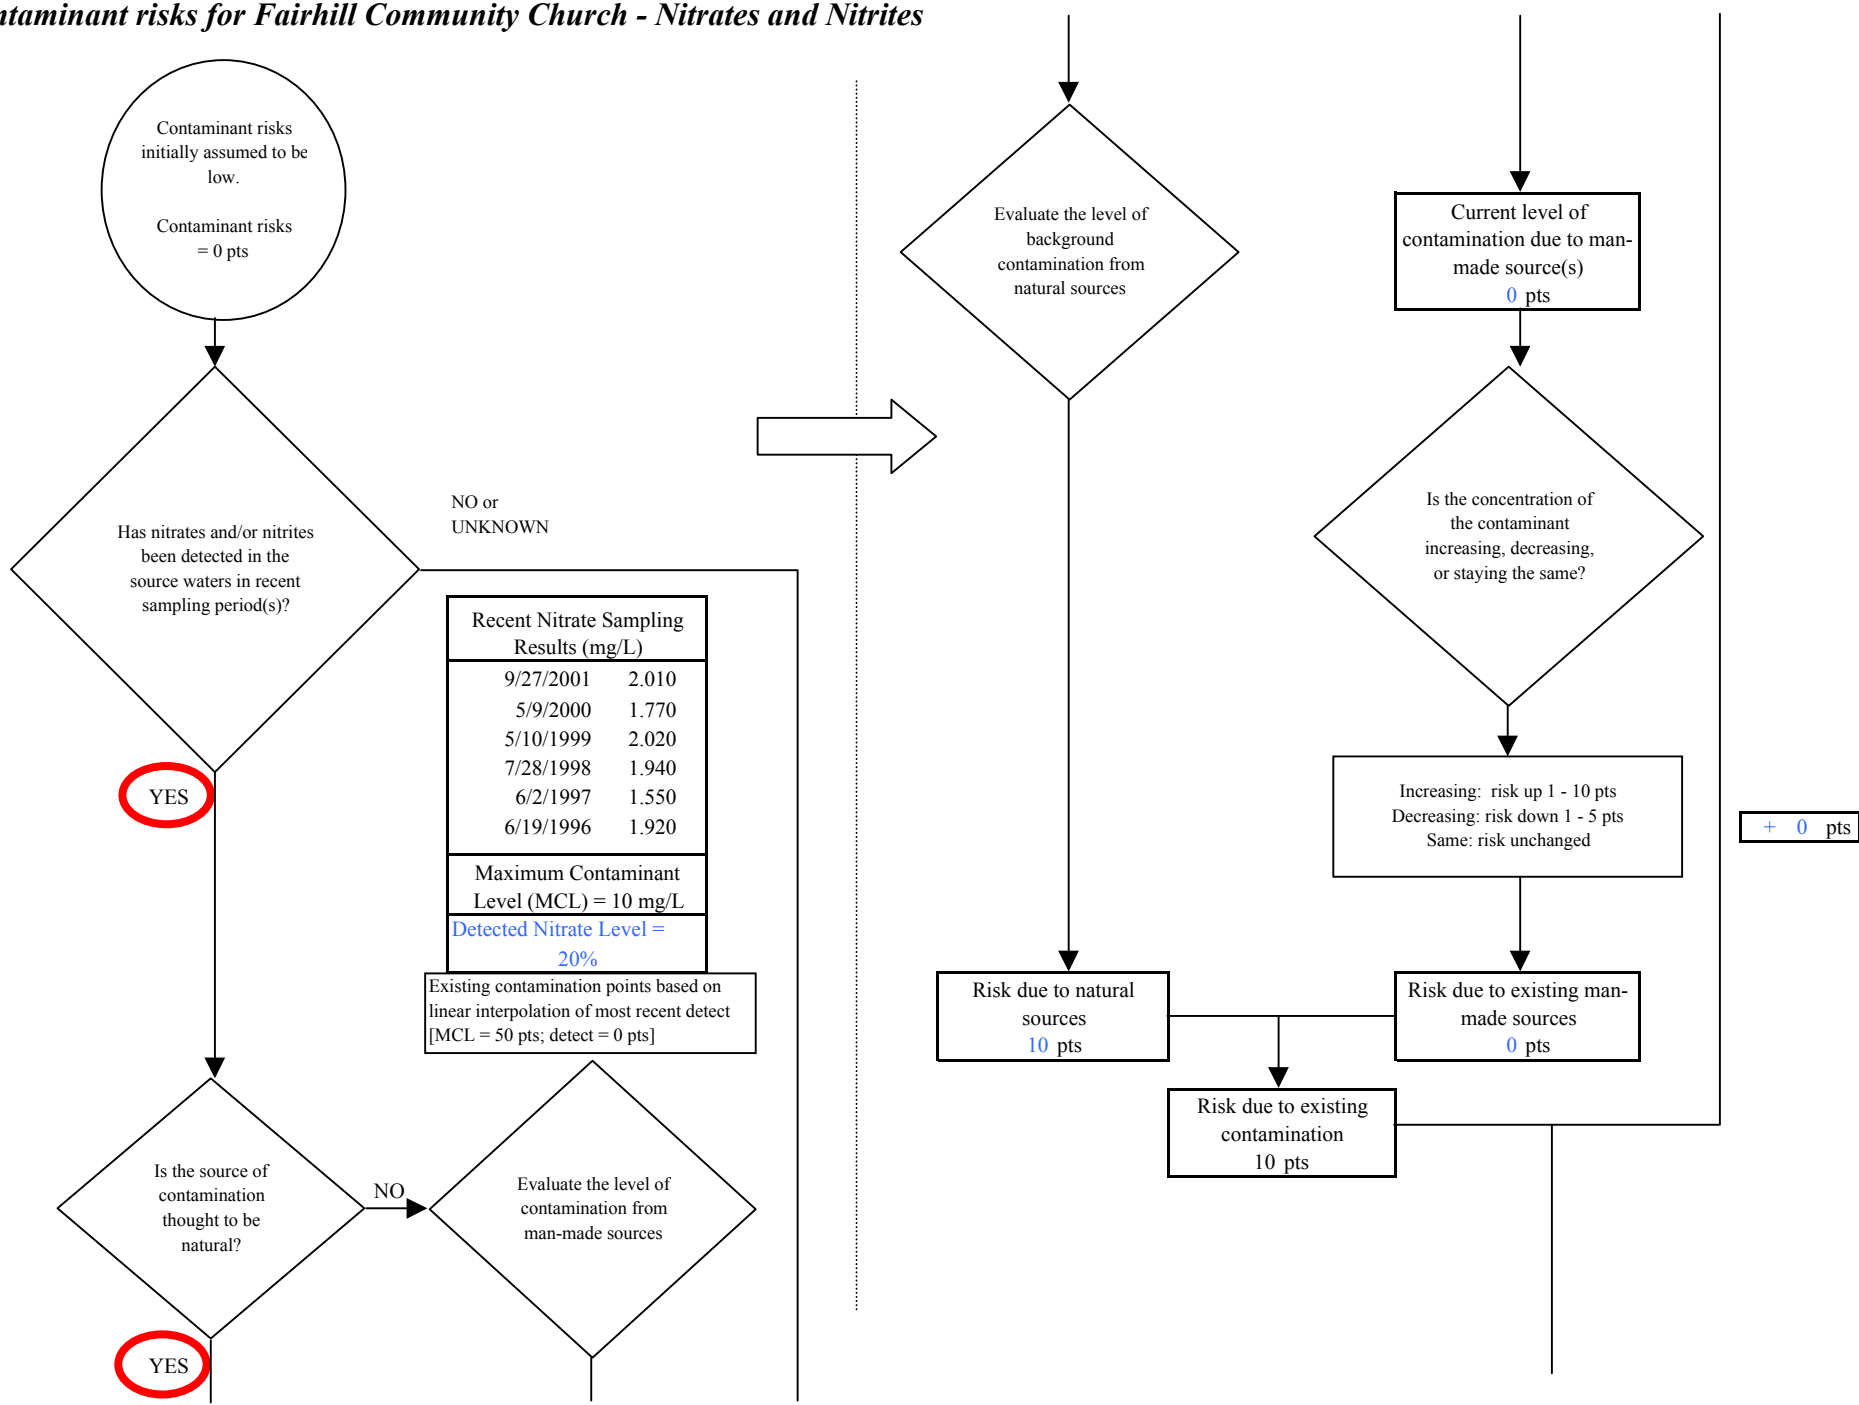 ntaminant risks for Fairhill Community Church - Nitrates and Nitrites
Contaminant risks
initially assumed to be
low.
Contaminant risks
= 0 pts
Has nitrates and/or nitrites
been detected in the
source waters in recent
sampling period(s)?
NO or
UNKNOWN
YES
Recent Nitrate Sampling
Results (mg/L)
9/27/2001 2.010
5/9/2000 1.770
5/10/1999 2.020
7/28/1998 1.940
6/2/1997 1.550
6/19/1996 1.920
Maximum Contaminant
Level (MCL) = 10 mg/L
Detected Nitrate Level =
20%
Existing contamination points based on
linear interpolation of most recent detect
[MCL = 50 pts; detect = 0 pts]
Is the source of
contamination
thought to be
natural?
NO
Evaluate the level of
contamination from
man-made sources
YES
Evaluate the level of
background
contamination from
natural sources
Current level of
contamination due to man-
made source(s)
0 pts
Is the concentration of
the contaminant
increasing, decreasing,
or staying the same?
Increasing: risk up 1 - 10 pts
Decreasing: risk down 1 - 5 pts
Same: risk unchanged
+ 0 pts
Risk due to natural
sources
10 pts
Risk due to existing man-
made sources
0 pts
Risk due to existing
contamination
10 pts